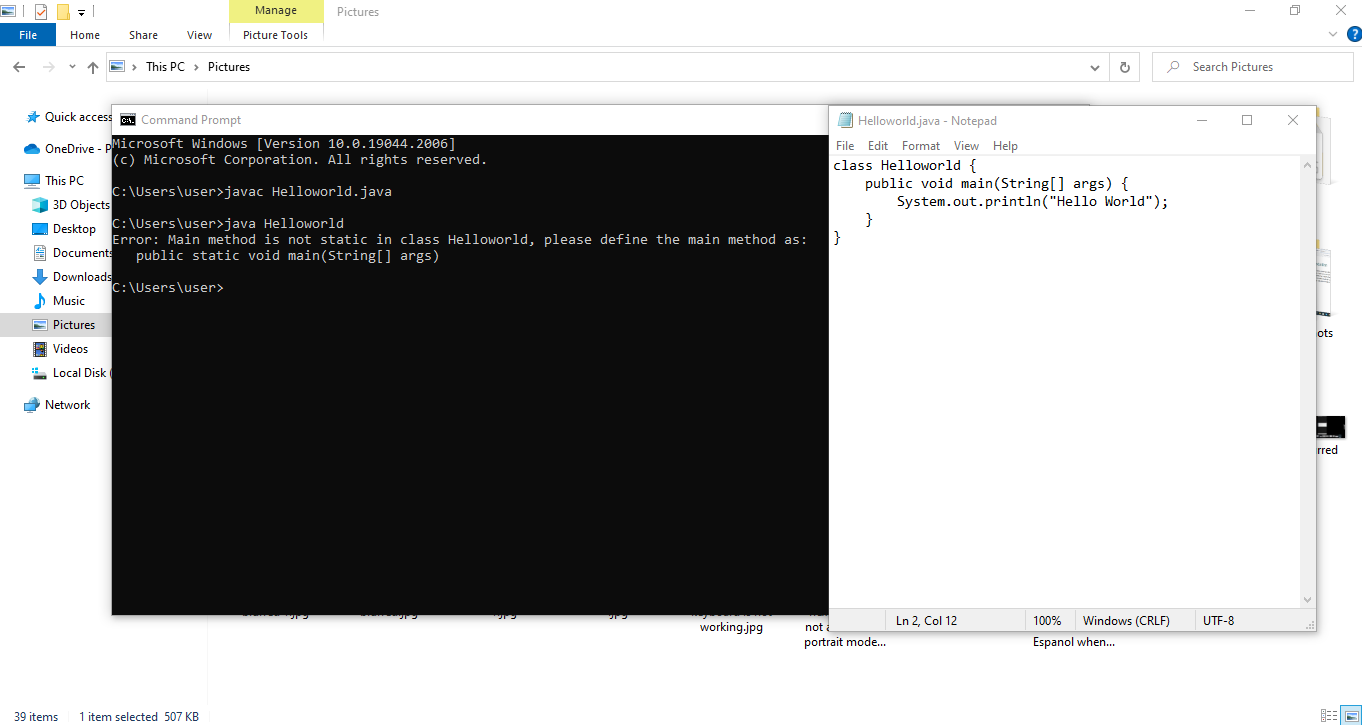 Manage
Pictures
File Home Share View Picture Tools
This PC > Pictures
Search Pictures
Quick access
OneDrive - P
This PC
3D Objects
Desktop
Documents
Downloads
Music
Pictures
Videos
Local Disk (
Network
Command Prompt
Microsoft Windows [Version 10.0.19044.2006]
(c) Microsoft Corporation. All rights reserved.
C:\Users\user>javac Helloworld.java
C:\Users\user>java Helloworld
Error: Main method is not static in class Helloworld, please define the main method as:
   public static void main(String[] args)
C:\Users\user>
Helloworld.java - Notepad
File Edit Format View Help
class Helloworld {
    public void main(String[] args) {
        System.out.println("Hello World");
    }
}
Ln 2, Col 12 100% Windows (CRLF) UTF-8
ots
rred
working.jpg
not a
portrait mode...
Espanol when...
39 items 1 item selected 507 KB